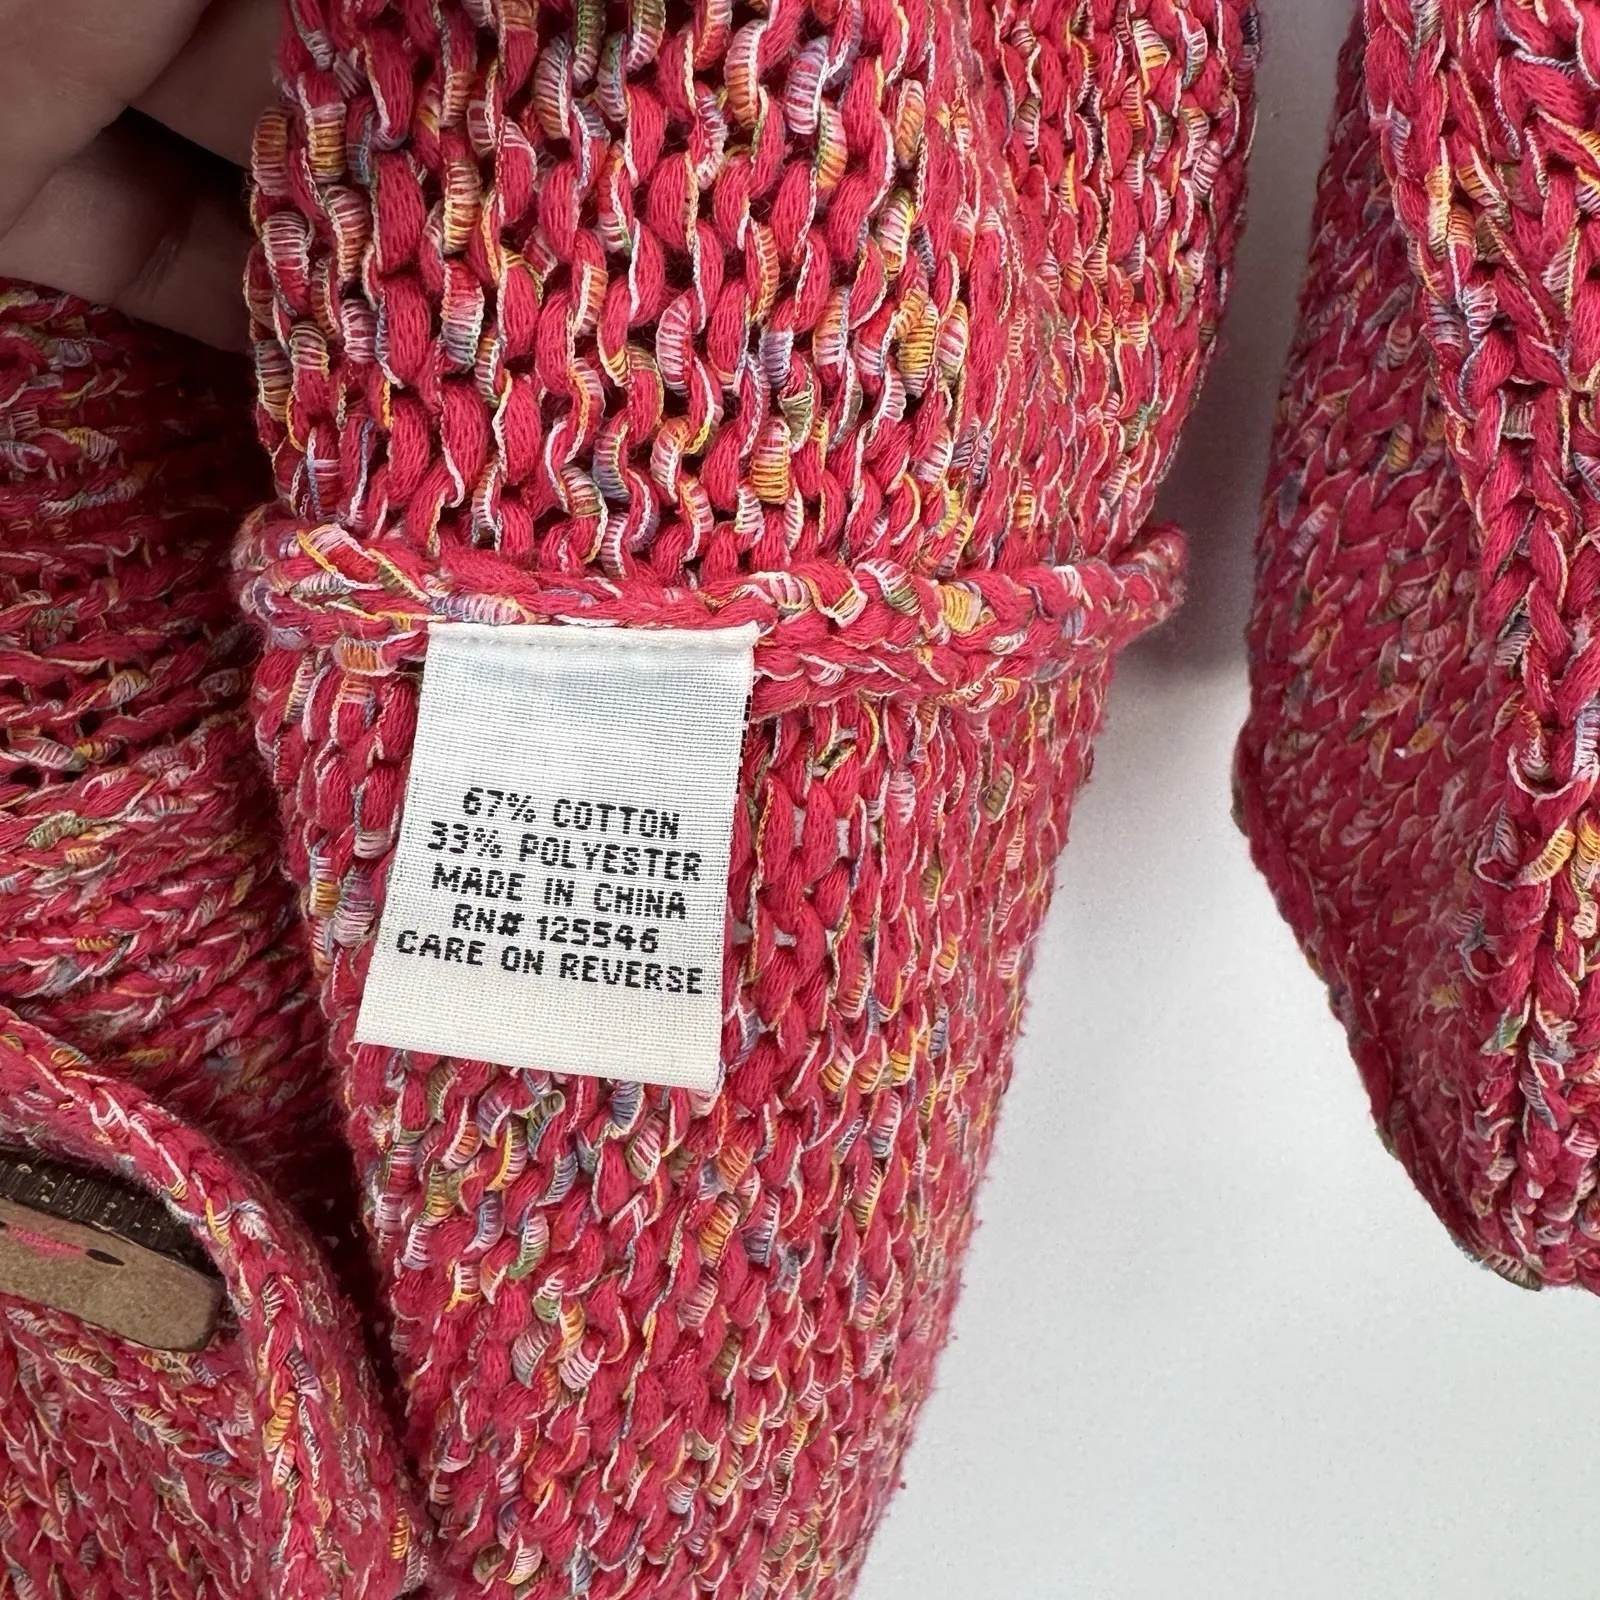 67% COTTON
33% POLYESTER
MADE IN CHINA
RN# 125546
CARE ON REVERSE